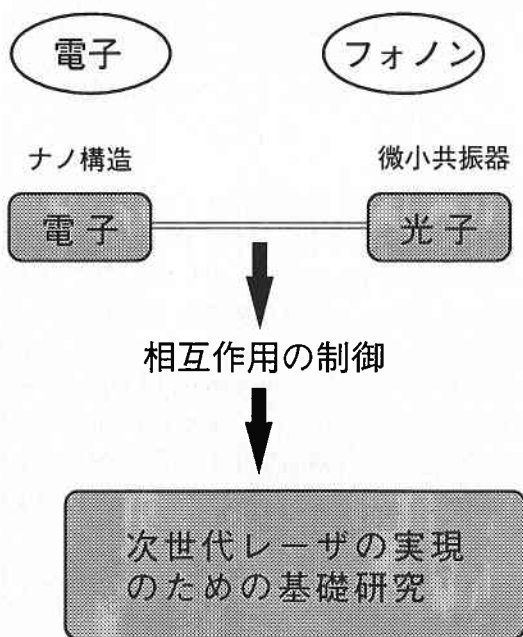 電子
フォノン
ナノ構造
微小共振器
電子
光子
相互作用の制御
次世代レーザの実現
のための基礎研究